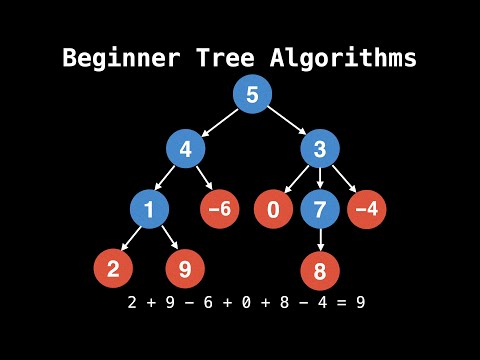 Beginner Tree Algorithms
5
4 3
1 −6 0 7 −4
2 9 8
2 + 9 − 6 + 0 + 8 − 4 = 9